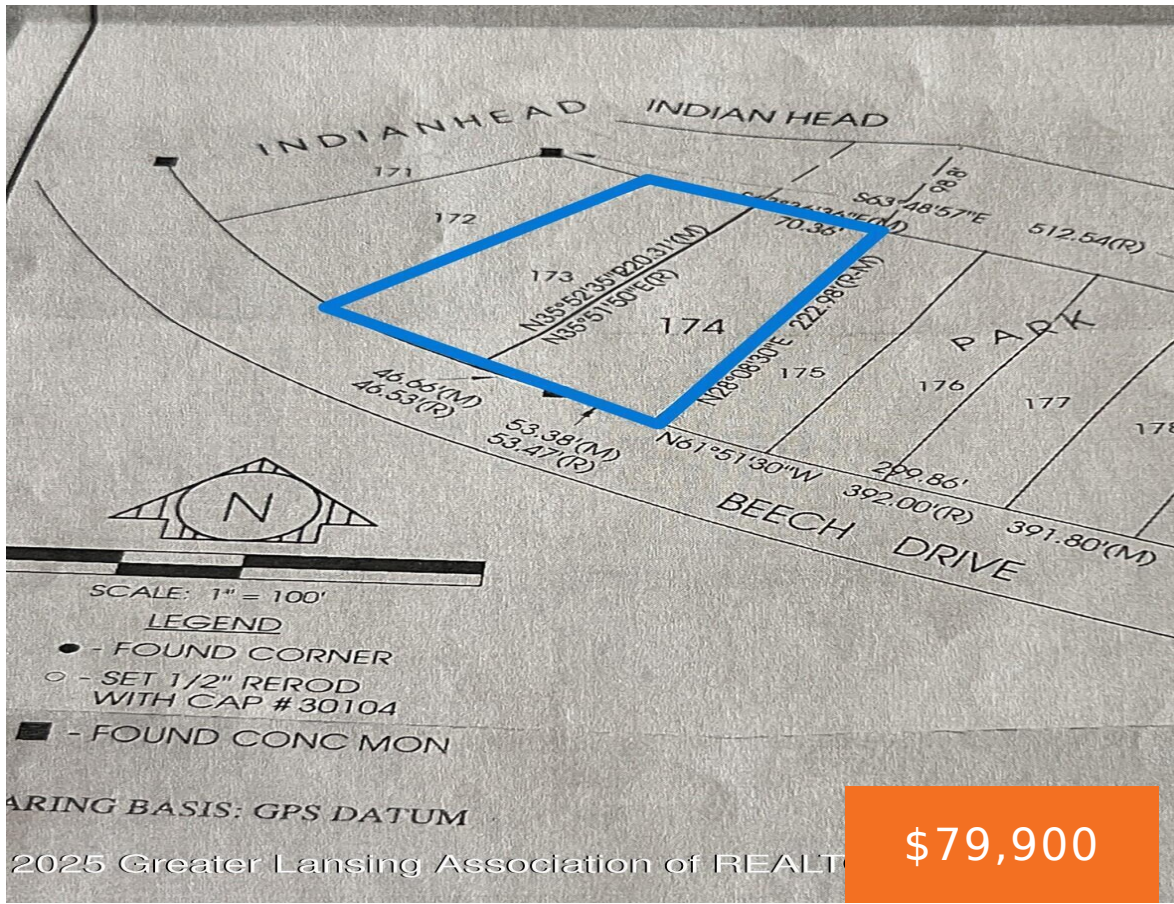 INDIANHEAD
INDIAN HEAD
171
172
98.8
S63°48'57"E
70.36'
512.54(R)
173
N35°52'35"E
220.31'(M)
N35°51'50"E(R)
174
N28°08'30"E 222.98'(R-M)
175
PARK
176
177
46.66'(M)
46.53'(R)
53.38'(M)
53.47'(R)
N61°51'30"W
299.86'
392.00'(R)
391.80'(M)
BEECH DRIVE
N
SCALE: 1" = 100'
LEGEND
- FOUND CORNER
- SET 1/2" REROD
WITH CAP #30104
- FOUND CONC MON
ARING BASIS: GPS DATUM
2025 Greater Lansing Association of REALT
$79,900